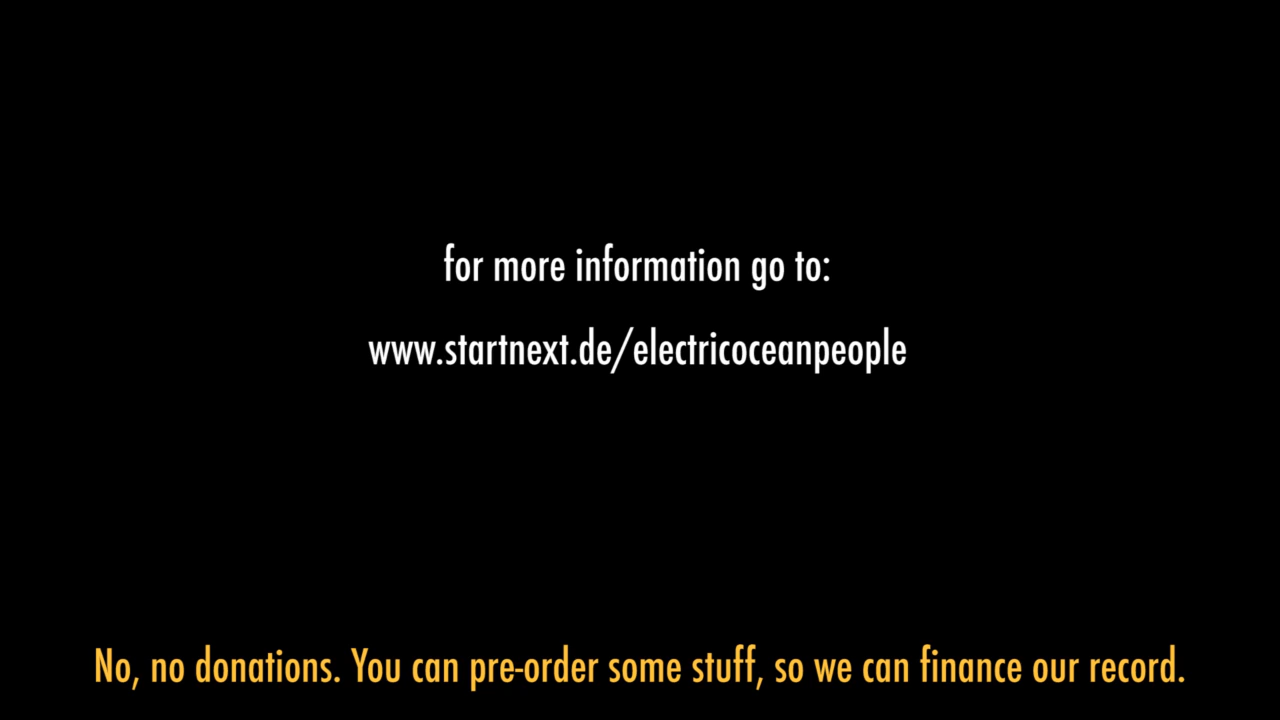 for more information go to:
www.startnext.de/electricoceanpeople
No, no donations. You can pre-order some stuff, so we can finance our record.